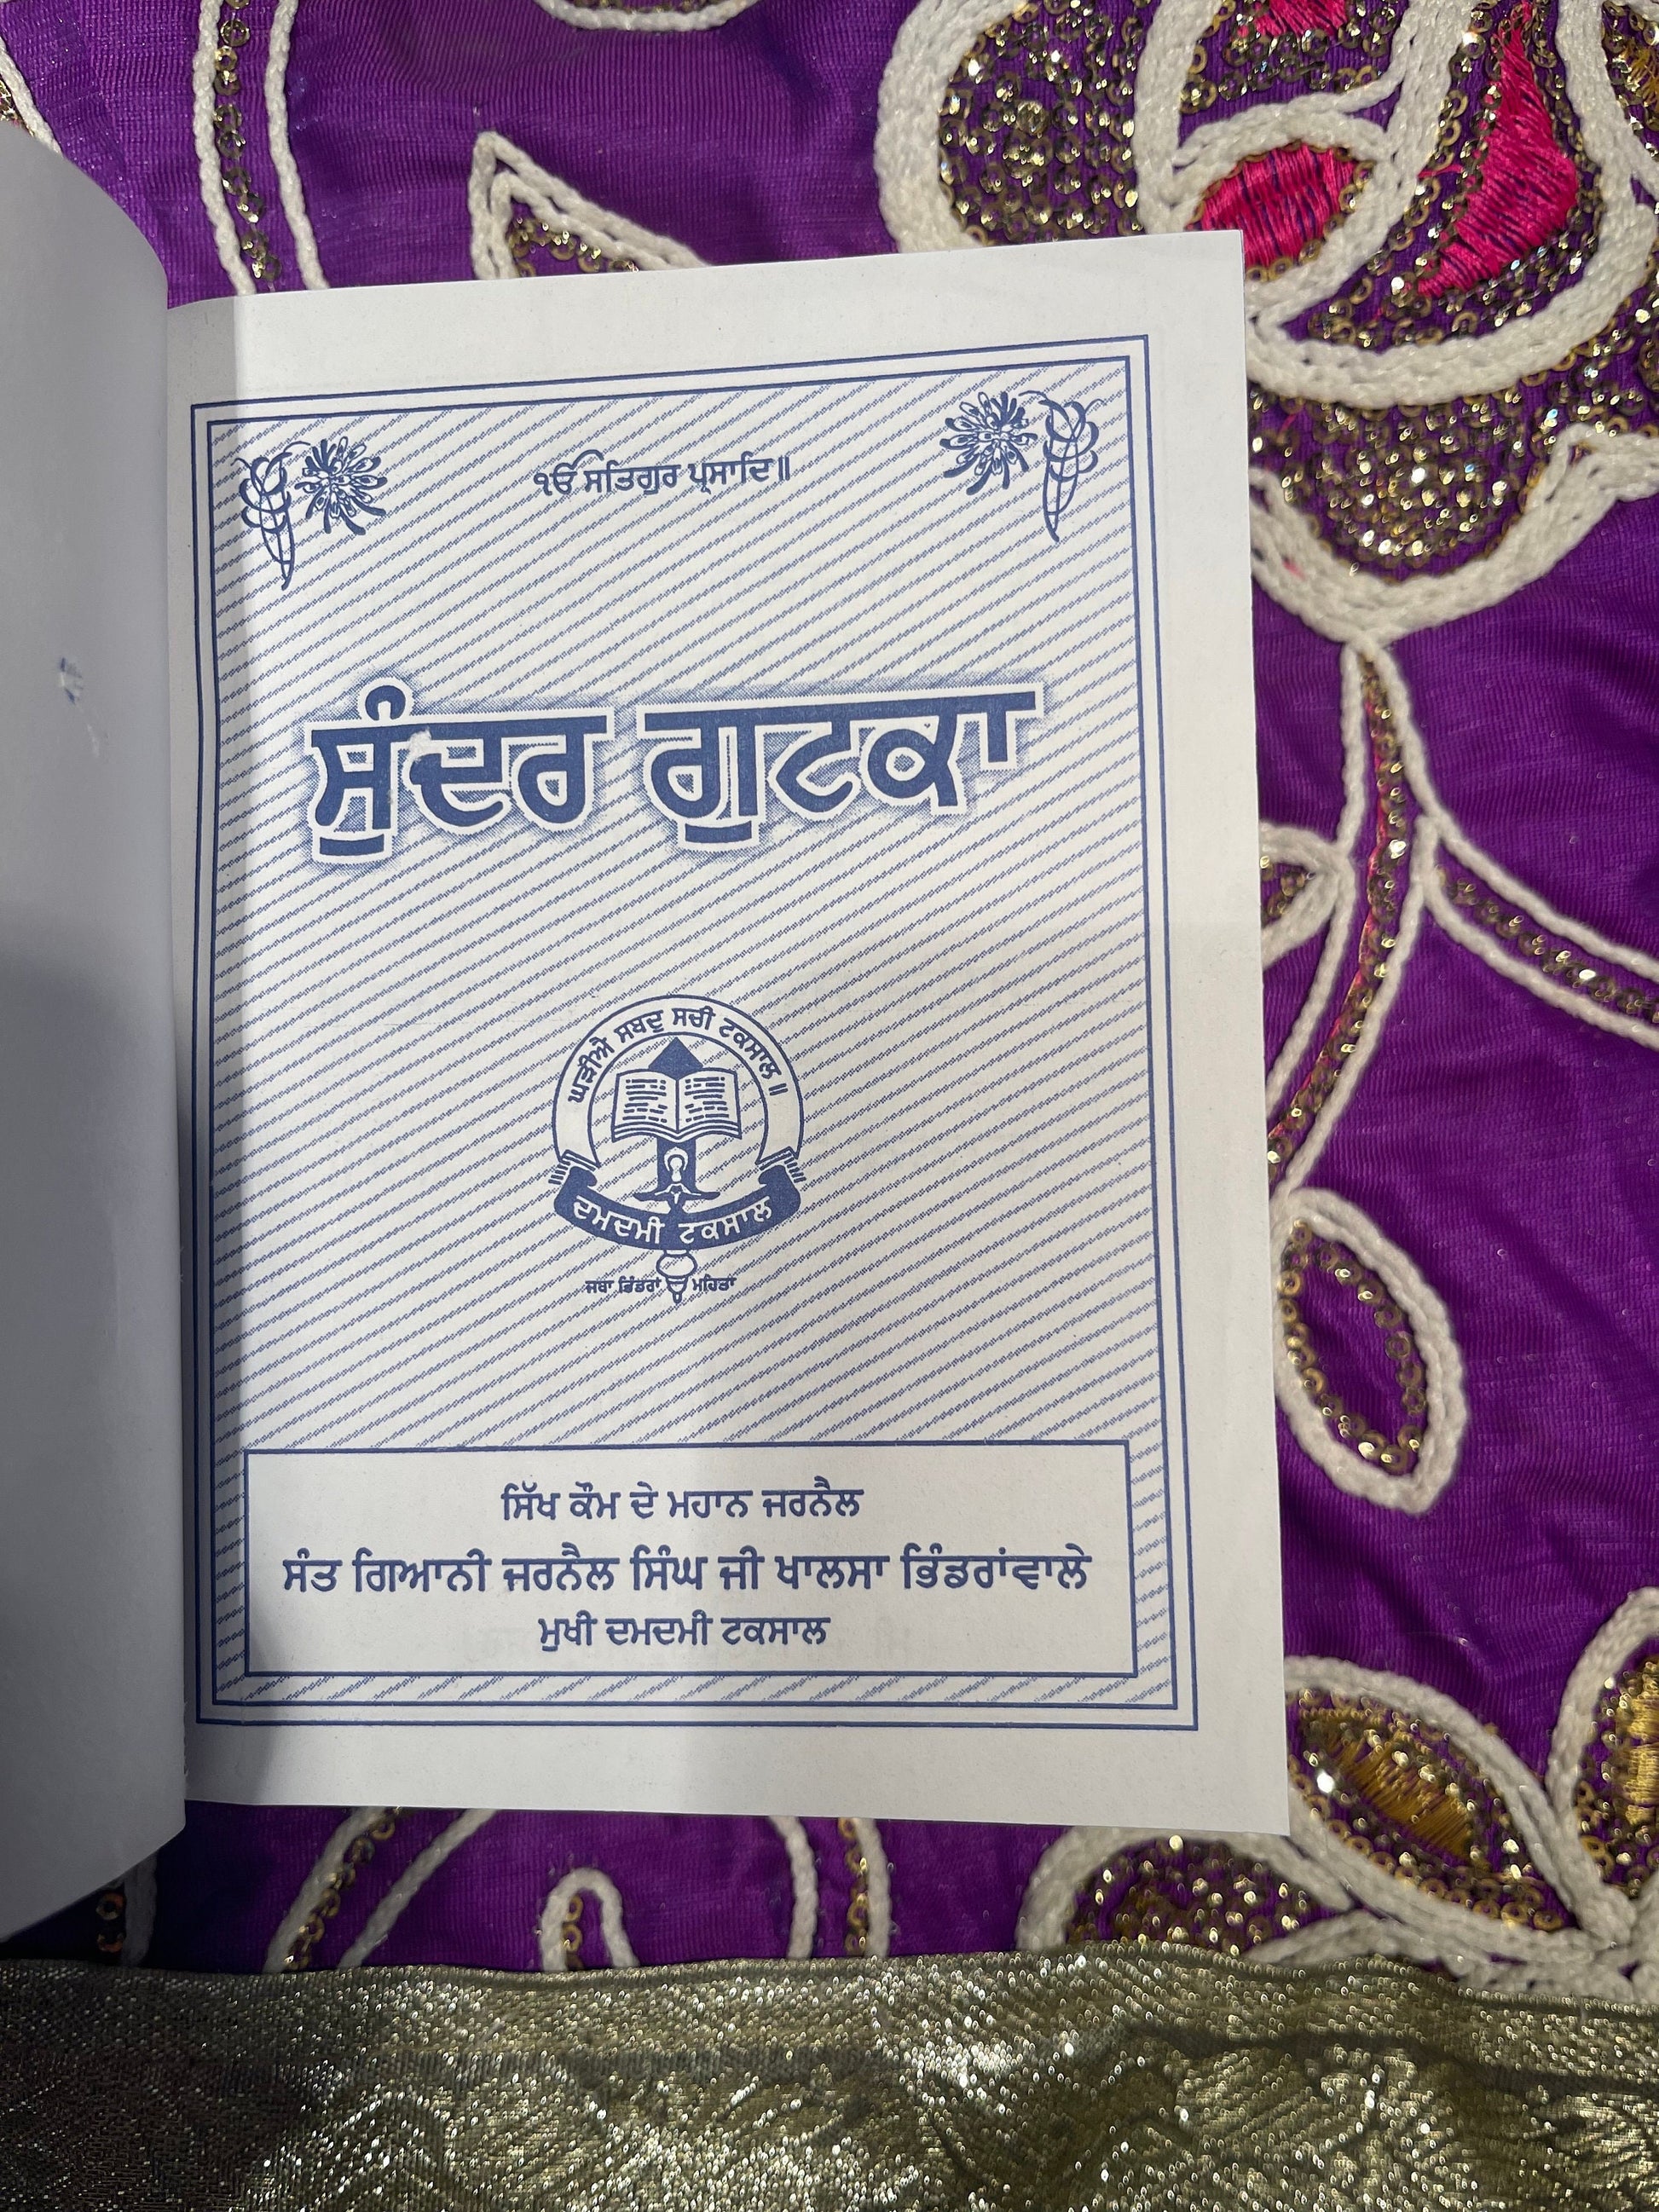 ੴ ਸਤਿਗੁਰ ਪ੍ਰਸਾਦਿ॥
ਸੁੰਦਰ ਗੁਟਕਾ
ਘੜੀਐ ਸਬਦੁ ਸਚੀ ਟਕਸਾਲ॥
ਦਮਦਮੀ ਟਕਸਾਲ
ਜਥਾ ਭਿੰਡਰਾਂ ਮਹਿਤਾ
ਸਿੱਖ ਕੌਮ ਦੇ ਮਹਾਨ ਜਰਨੈਲ
ਸੰਤ ਗਿਆਨੀ ਜਰਨੈਲ ਸਿੰਘ ਜੀ ਖਾਲਸਾ ਭਿੰਡਰਾਂਵਾਲੇ
ਮੁਖੀ ਦਮਦਮੀ ਟਕਸਾਲ